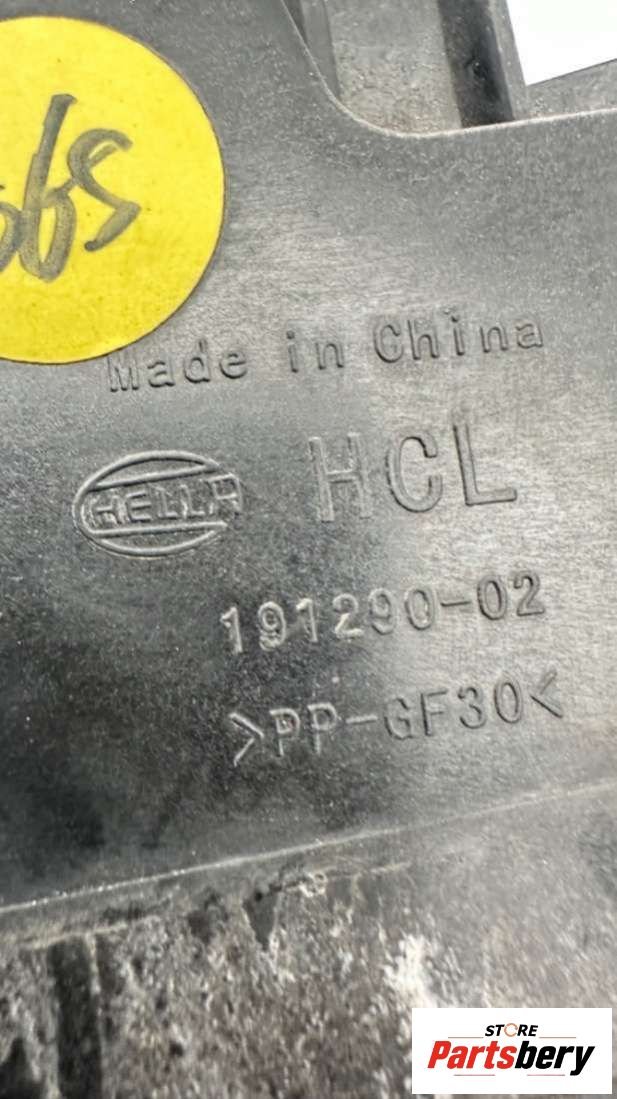 Made in China
HELLA HCL
191290-02
>PP-GF30<
STORE
Partsbery